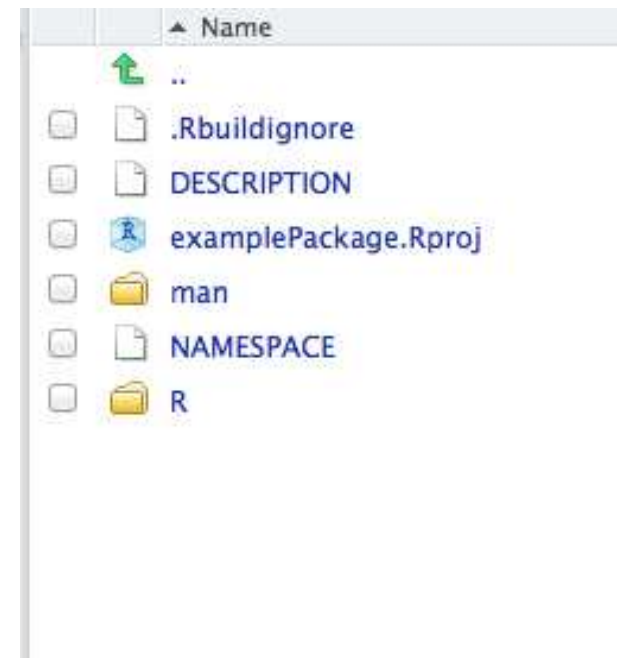 Name
..
.Rbuildignore
DESCRIPTION
examplePackage.Rproj
man
NAMESPACE
R